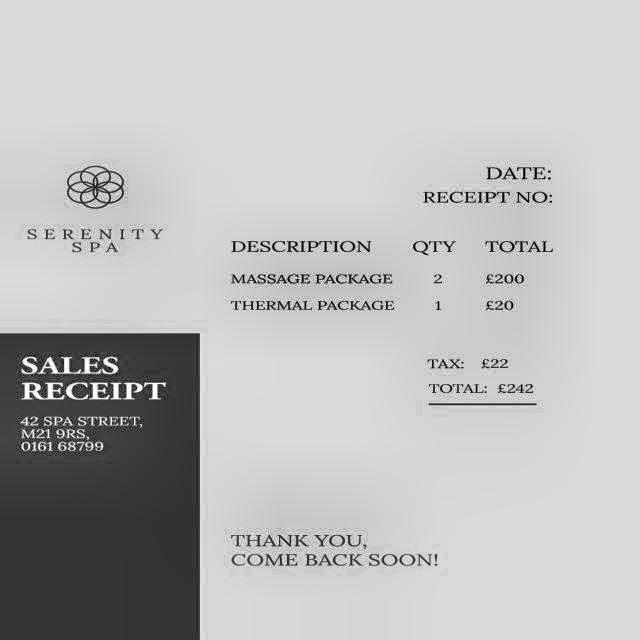 SERENITY
SPA
DATE:
RECEIPT NO:
DESCRIPTION QTY TOTAL
MASSAGE PACKAGE 2 £200
THERMAL PACKAGE 1 £20
TAX: £22
TOTAL: £242
SALES
RECEIPT
42 SPA STREET,
M21 9RS,
0161 68799
THANK YOU,
COME BACK SOON!